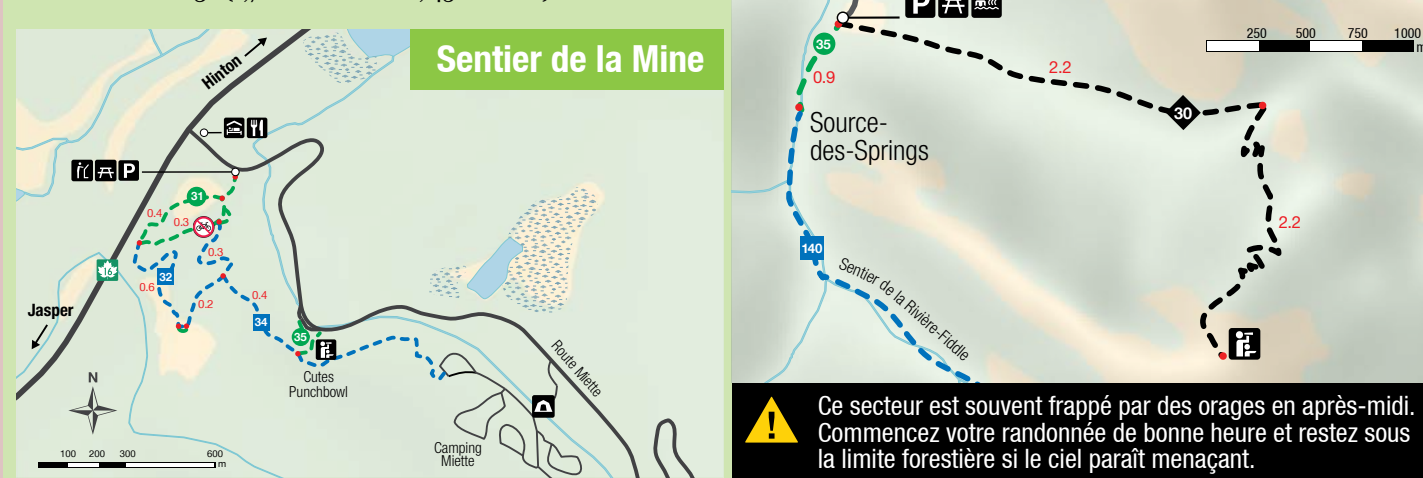 Sentier de la Mine
Hinton
31
0.4
0.3
16
32
0.3
0.6
0.2
0.4
34
Jasper
35
Cutes
Punchbowl
Route Miette
N
Camping
Miette
100 200 300 600
m
P
P
35
0.9
2.2
30
250 500 750 1000
m
Source-
des-Springs
2.2
140
Sentier de la Rivière-Fiddle
Ce secteur est souvent frappé par des orages en après-midi.
Commencez votre randonnée de bonne heure et restez sous
la limite forestière si le ciel paraît menaçant.